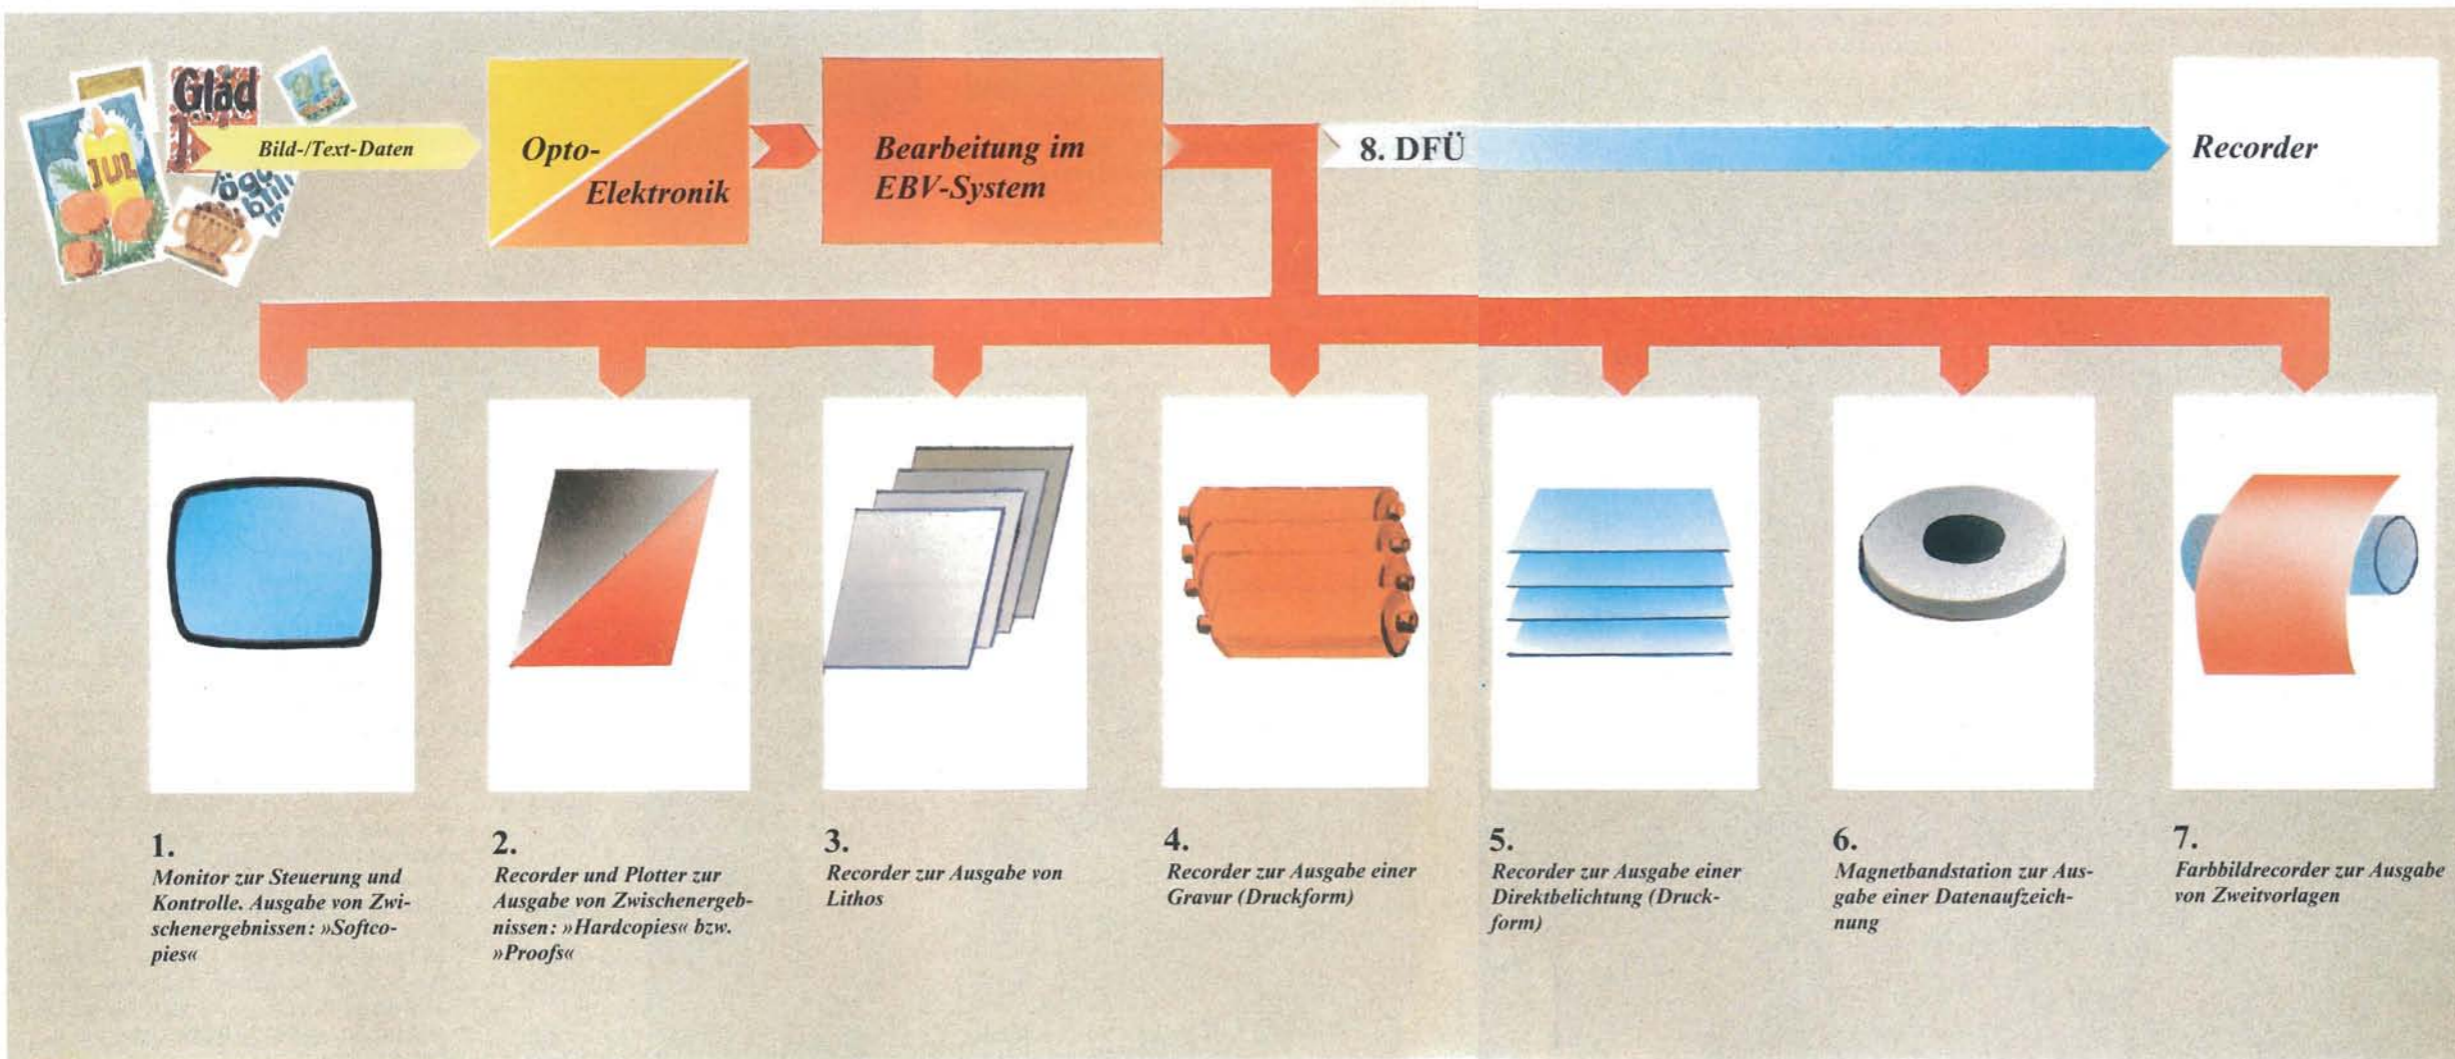 Glad
JUL
Bild-/Text-Daten
Opto-
Elektronik
Bearbeitung im
EBV-System
8. DFÜ
Recorder
1.
Monitor zur Steuerung und
Kontrolle. Ausgabe von Zwi-
schenergebnissen: »Softco-
pies«
2.
Recorder und Plotter zur
Ausgabe von Zwischenergeb-
nissen: »Hardcopies« bzw.
»Proofs«
3.
Recorder zur Ausgabe von
Lithos
4.
Recorder zur Ausgabe einer
Gravur (Druckform)
5.
Recorder zur Ausgabe einer
Direktbelichtung (Druck-
form)
6.
Magnetbandstation zur Aus-
gabe einer Datenaufzeich-
nung
7.
Farbbildrecorder zur Ausgabe
von Zweitvorlagen